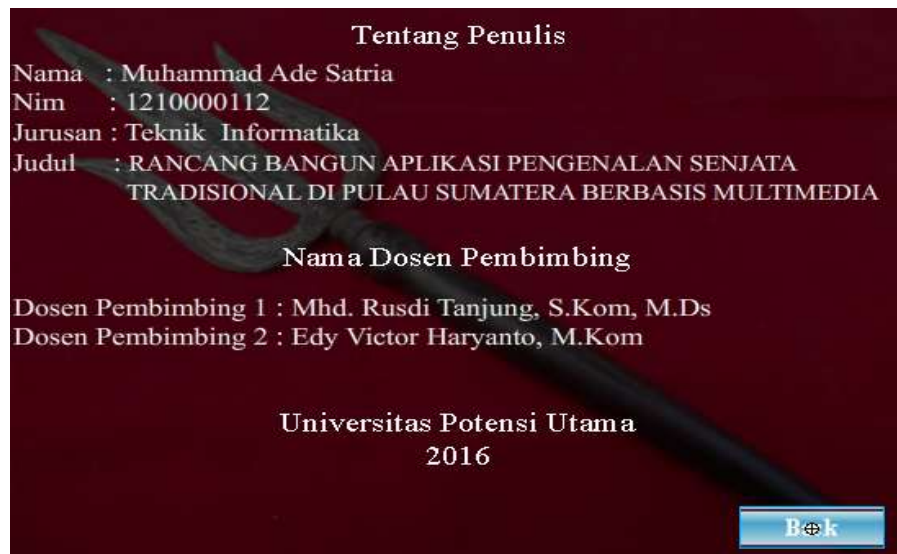 Tentang Penulis
Nama : Muhammad Ade Satria
Nim : 1210000112
Jurusan : Teknik Informatika
Judul : RANCANG BANGUN APLIKASI PENGENALAN SENJATA
TRADISIONAL DI PULAU SUMATERA BERBASIS MULTIMEDIA
Nama Dosen Pembimbing
Dosen Pembimbing 1 : Mhd. Rusdi Tanjung, S.Kom, M.Ds
Dosen Pembimbing 2 : Edy Victor Haryanto, M.Kom
Universitas Potensi Utama
2016